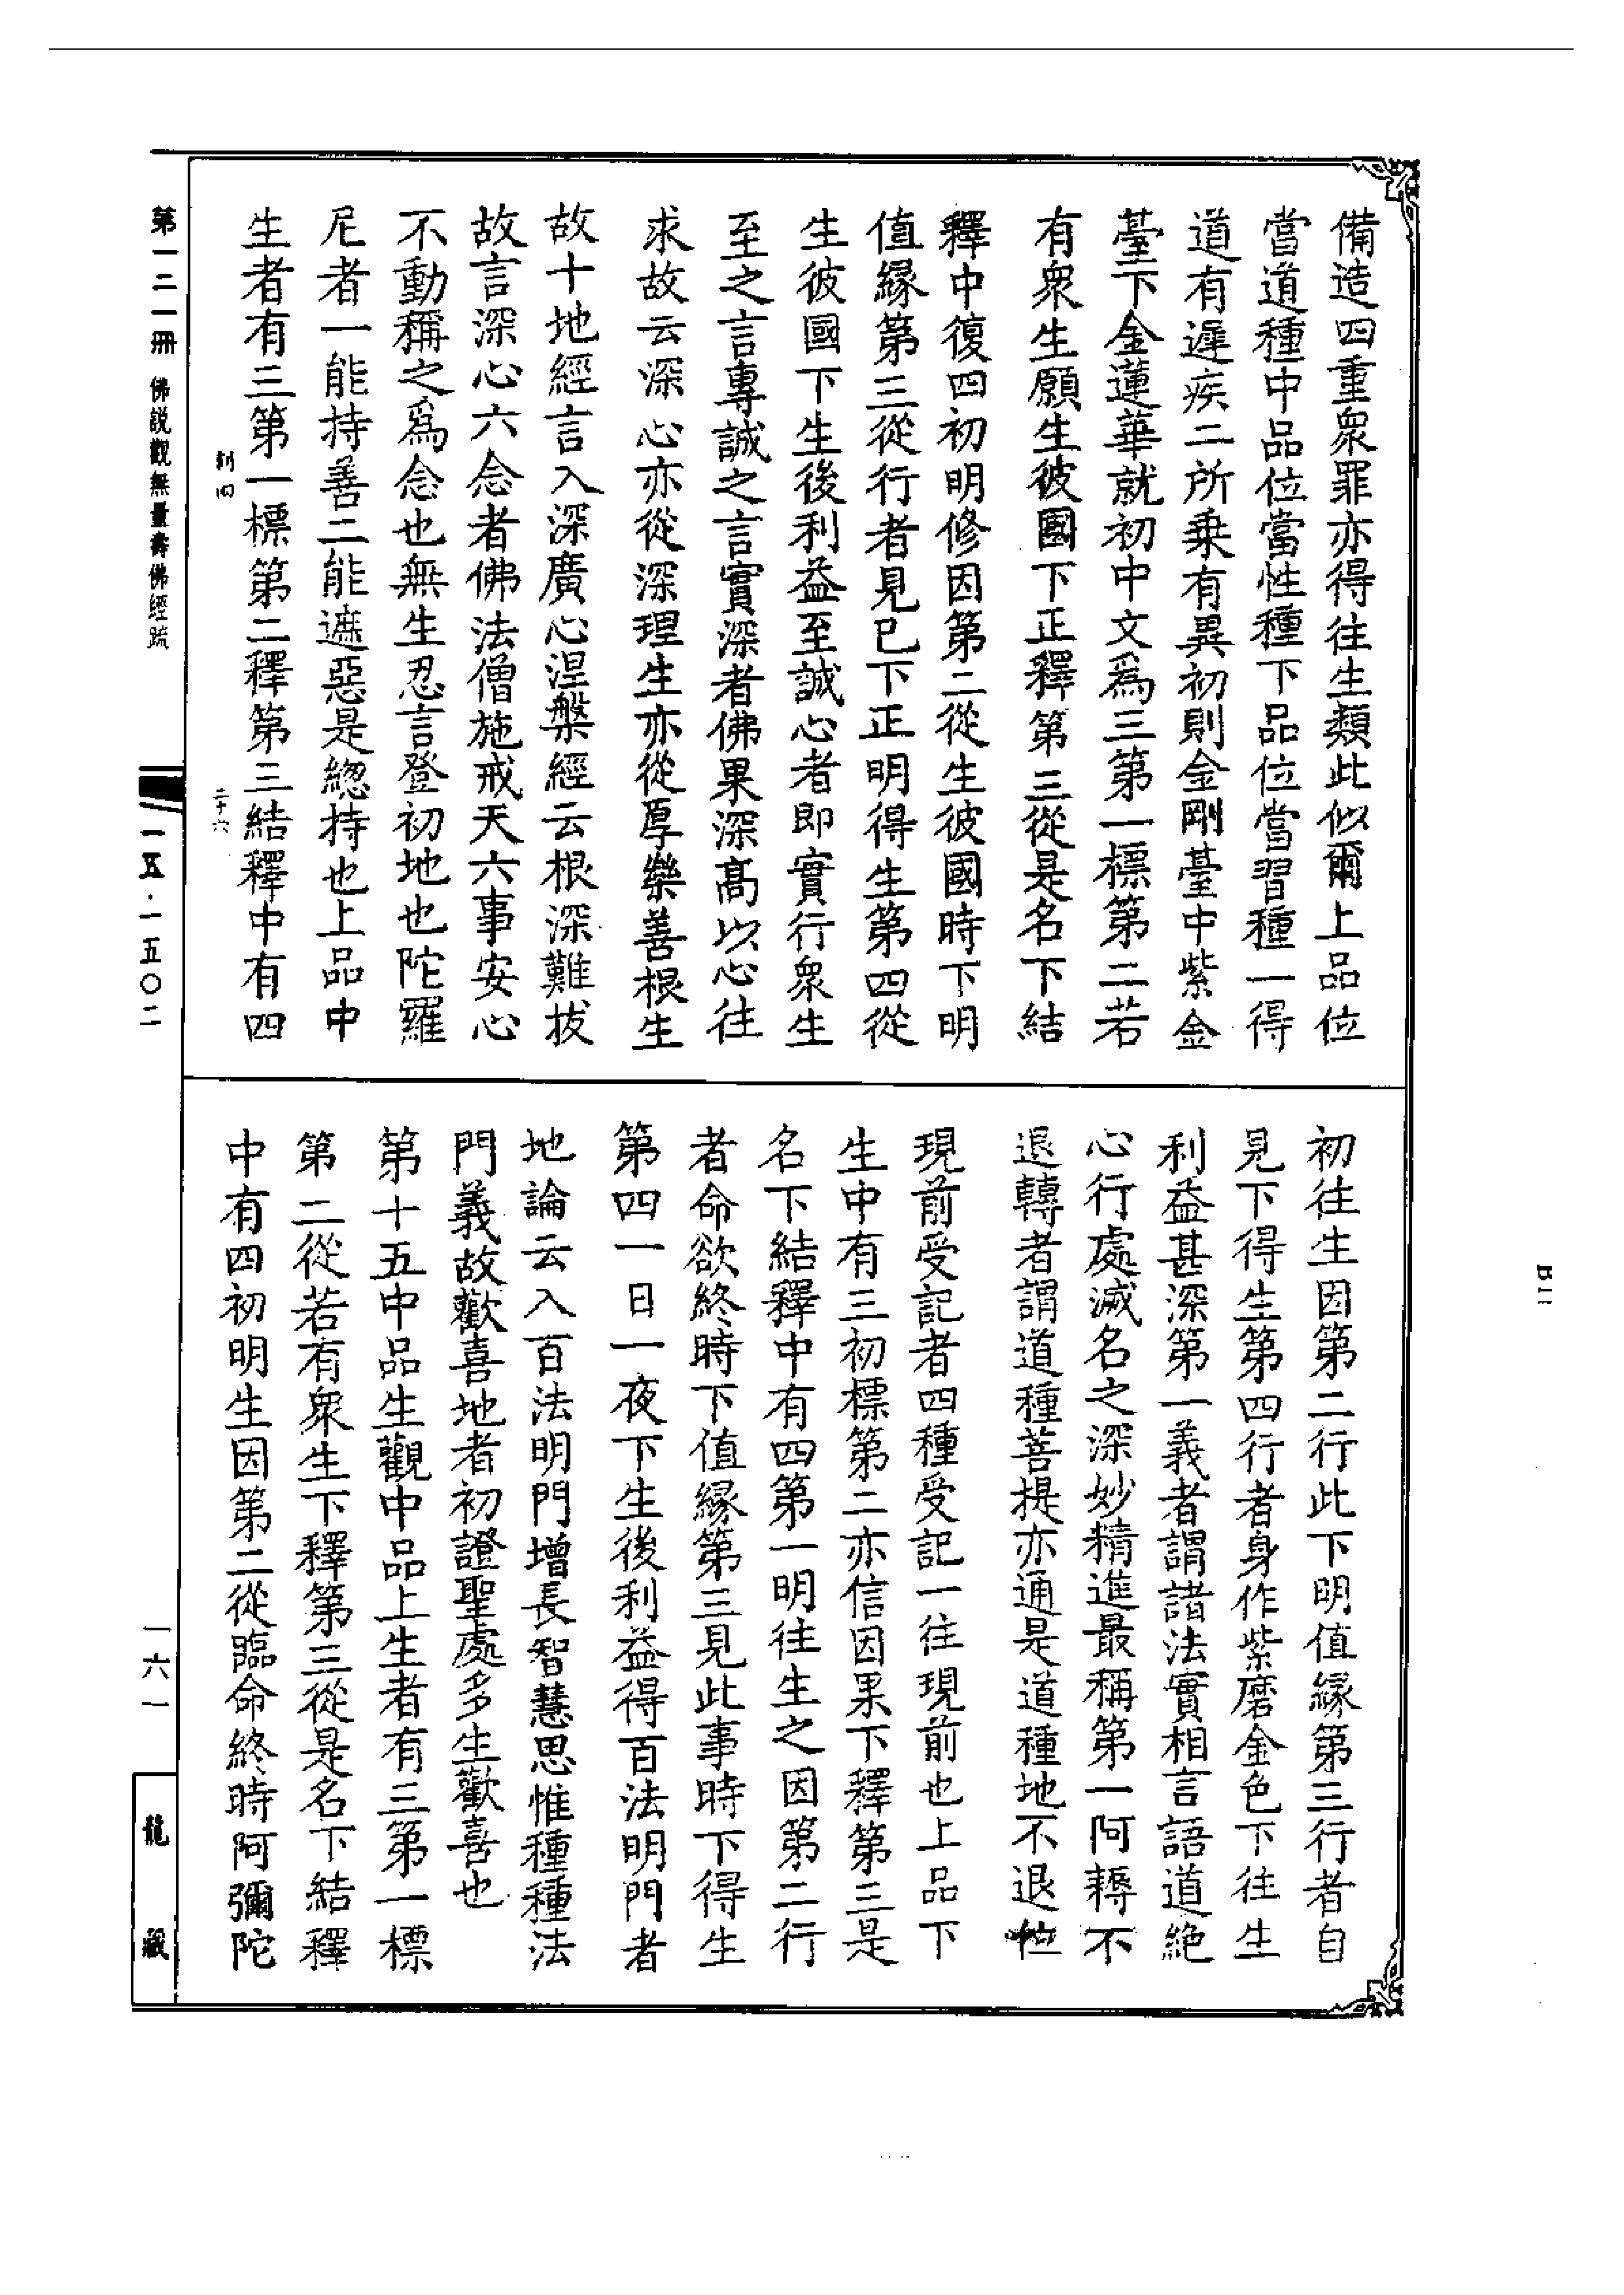 備造四重衆罪亦得往生類此似爾上品位
當道種中品位當性種下品位當習種一得
道有遲疾二所乗有異初則金剛臺中紫金
臺下金蓮華就初中文爲三第一標第二若
有衆生願生彼國下正釋第三從是名下結
釋中復四初明修因第二從生彼國時下明
值縁第三從行者見已下正明得生第四從
生彼國下生後利益至誠心者即實行衆生
至之言專誠之言實深者佛果深髙以心往
求故云深心亦從深理生亦從厚樂善根生
故十地經言入深廣心涅槃經云根深難拔
故言深心六念者佛法僧施戒天六事安心
不動稱之爲念也無生忍言登初地也陀羅
尼者一能持善二能遮惡是緫持也上品中
生者有三第一標第二釋第三結釋中有四
初往生因第二行此下明值縁第三行者自
見下得生第四行者身作紫磨金色下往生
利益甚深第一義者謂諸法實相言語道絶
心行處滅名之深妙精進最稱第一阿耨不
退轉者謂道種菩提亦通是道種地不退他
現前受記者四種受記一往現前也上品下
生中有三初標第二亦信因果下釋第三是
名下結釋中有四第一明往生之因第二行
者命欲終時下值縁第三見此事時下得生
第四一日一夜下生後利益得百法明門者
地論云入百法明門增長智慧思惟種種法
門義故歡喜地者初證聖處多生歡喜也
第十五中品生觀中品上生者有三第一標
第二從若有衆生下釋第三從是名下結釋
中有四初明生因第二從臨命終時阿彌陀
第一二一冊 佛説觀無量壽佛經疏
二十六
一五·一五〇二
一六一
龍藏